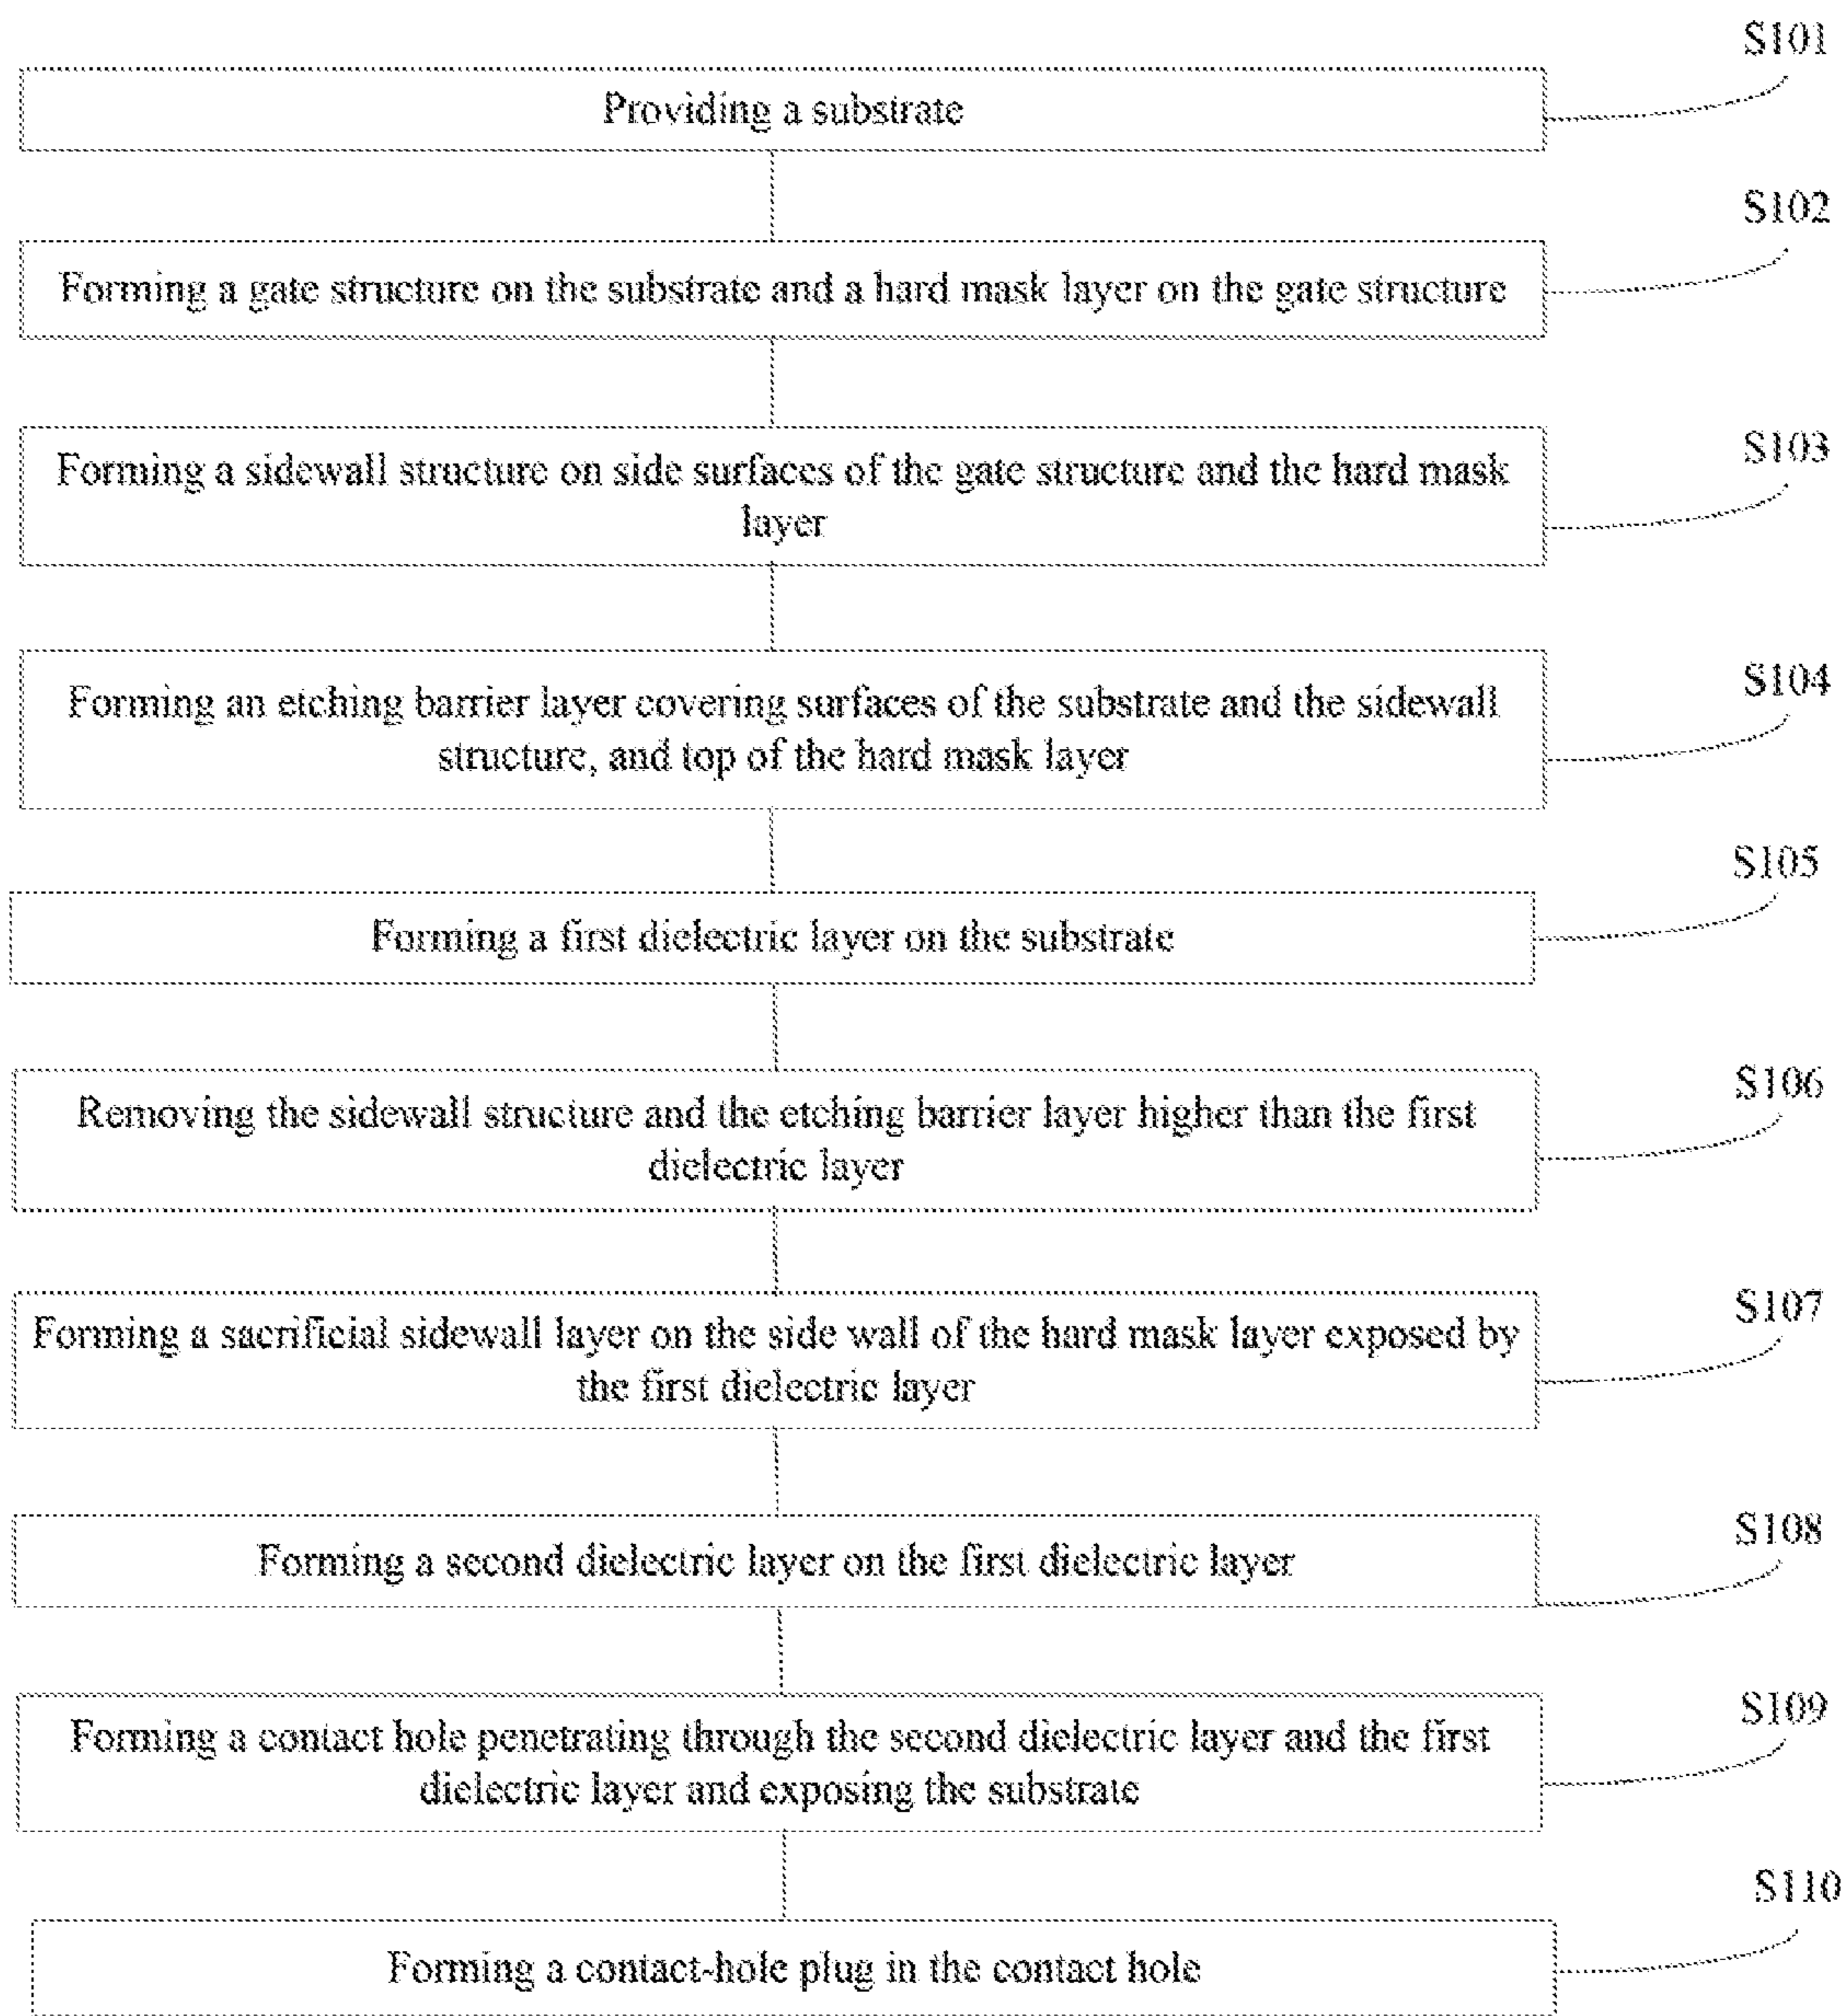 S101
Providing a substrate
S102
Forming a gate structure on the substrate and a hard mask layer on the gate structure
S103
Forming a sidewall structure on side surfaces of the gate structure and the hard mask
layer
S104
Forming an etching barrier layer covering surfaces of the substrate and the sidewall
structure, and top of the hard mask layer
S105
Forming a first dielectric layer on the substrate
S106
Removing the sidewall structure and the etching barrier layer higher than the first
dielectric layer
S107
Forming a sacrificial sidewall layer on the side wall of the hard mask layer exposed by
the first dielectric layer
S108
Forming a second dielectric layer on the first dielectric layer
S109
Forming a contact hole penetrating through the second dielectric layer and the first
dielectric layer and exposing the substrate
S110
Forming a contact-hole plug in the contact hole